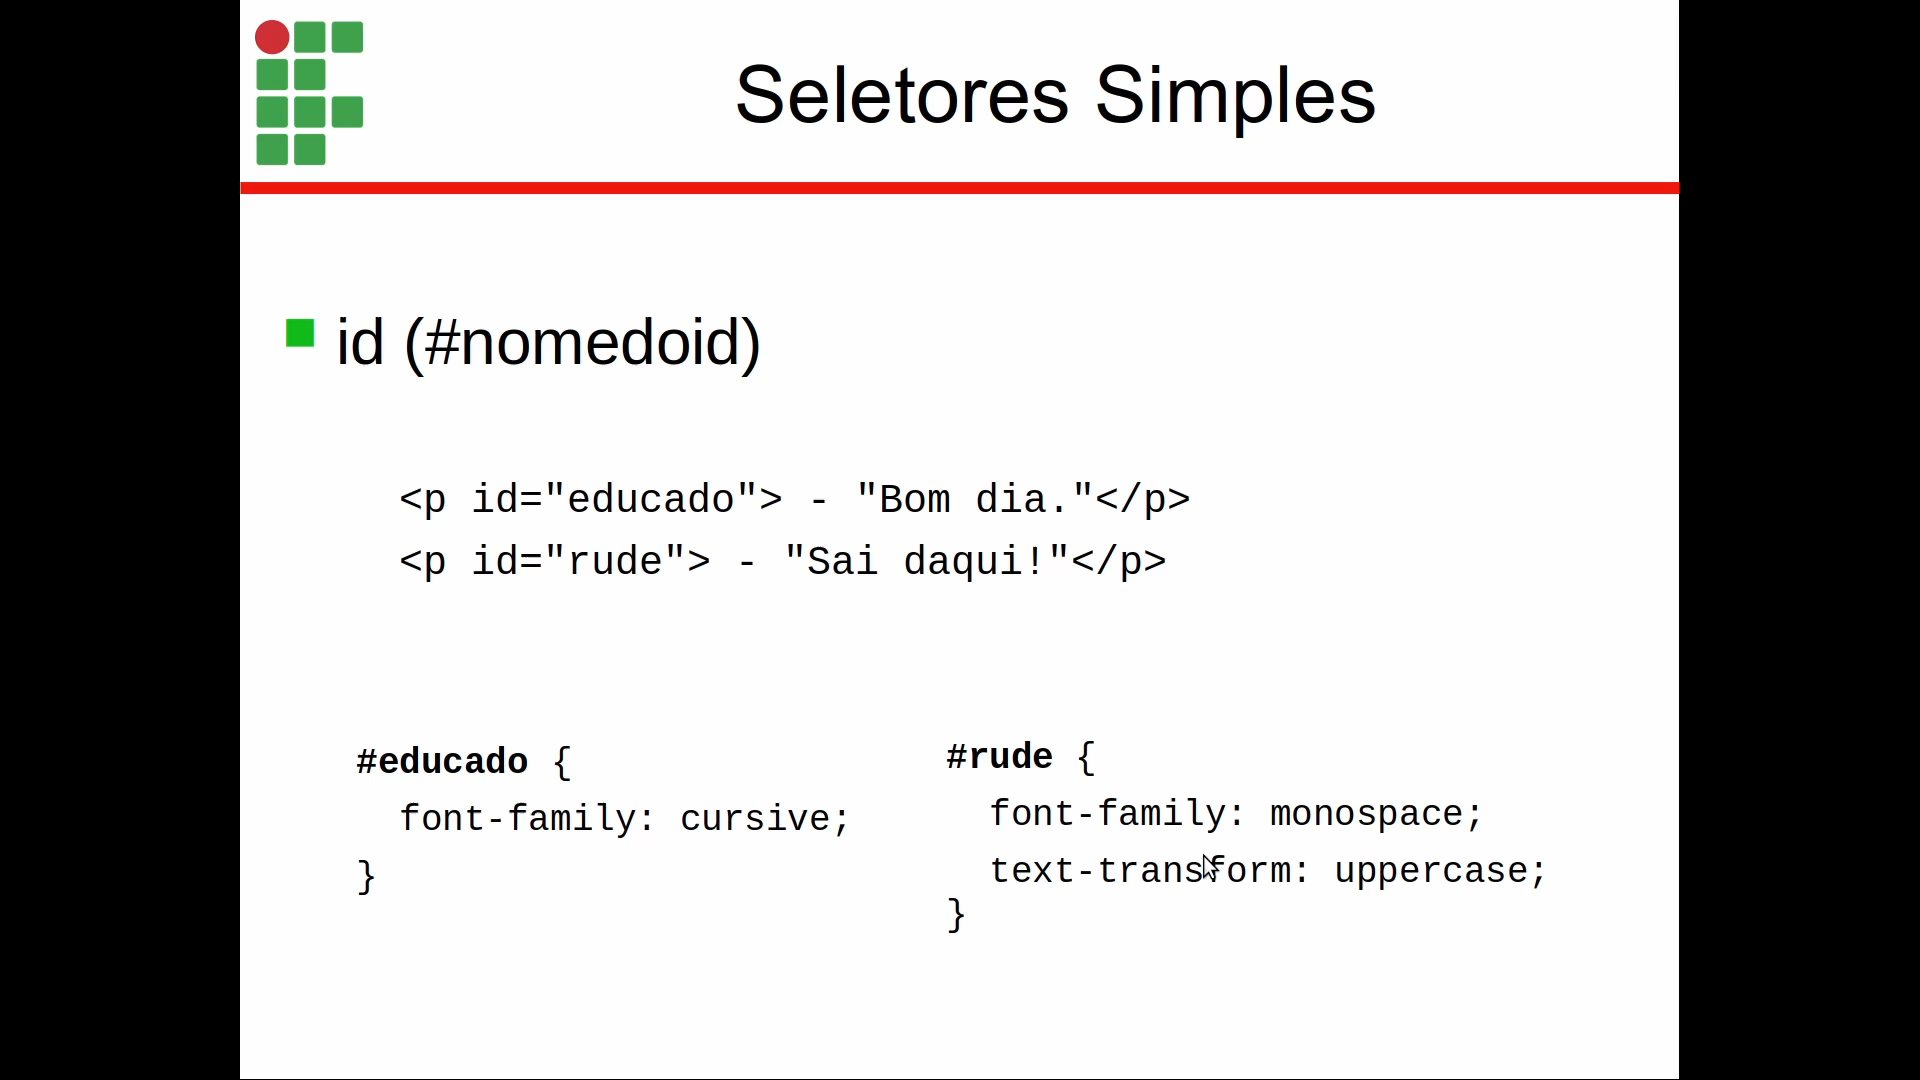 Seletores Simples
id (#nomedoid)
<p id="educado"> - "Bom dia."</p>
<p id="rude"> - "Sai daqui!"</p>
#educado {
font-family: cursive;
}
#rude {
font-family: monospace;
text-transform: uppercase;
}